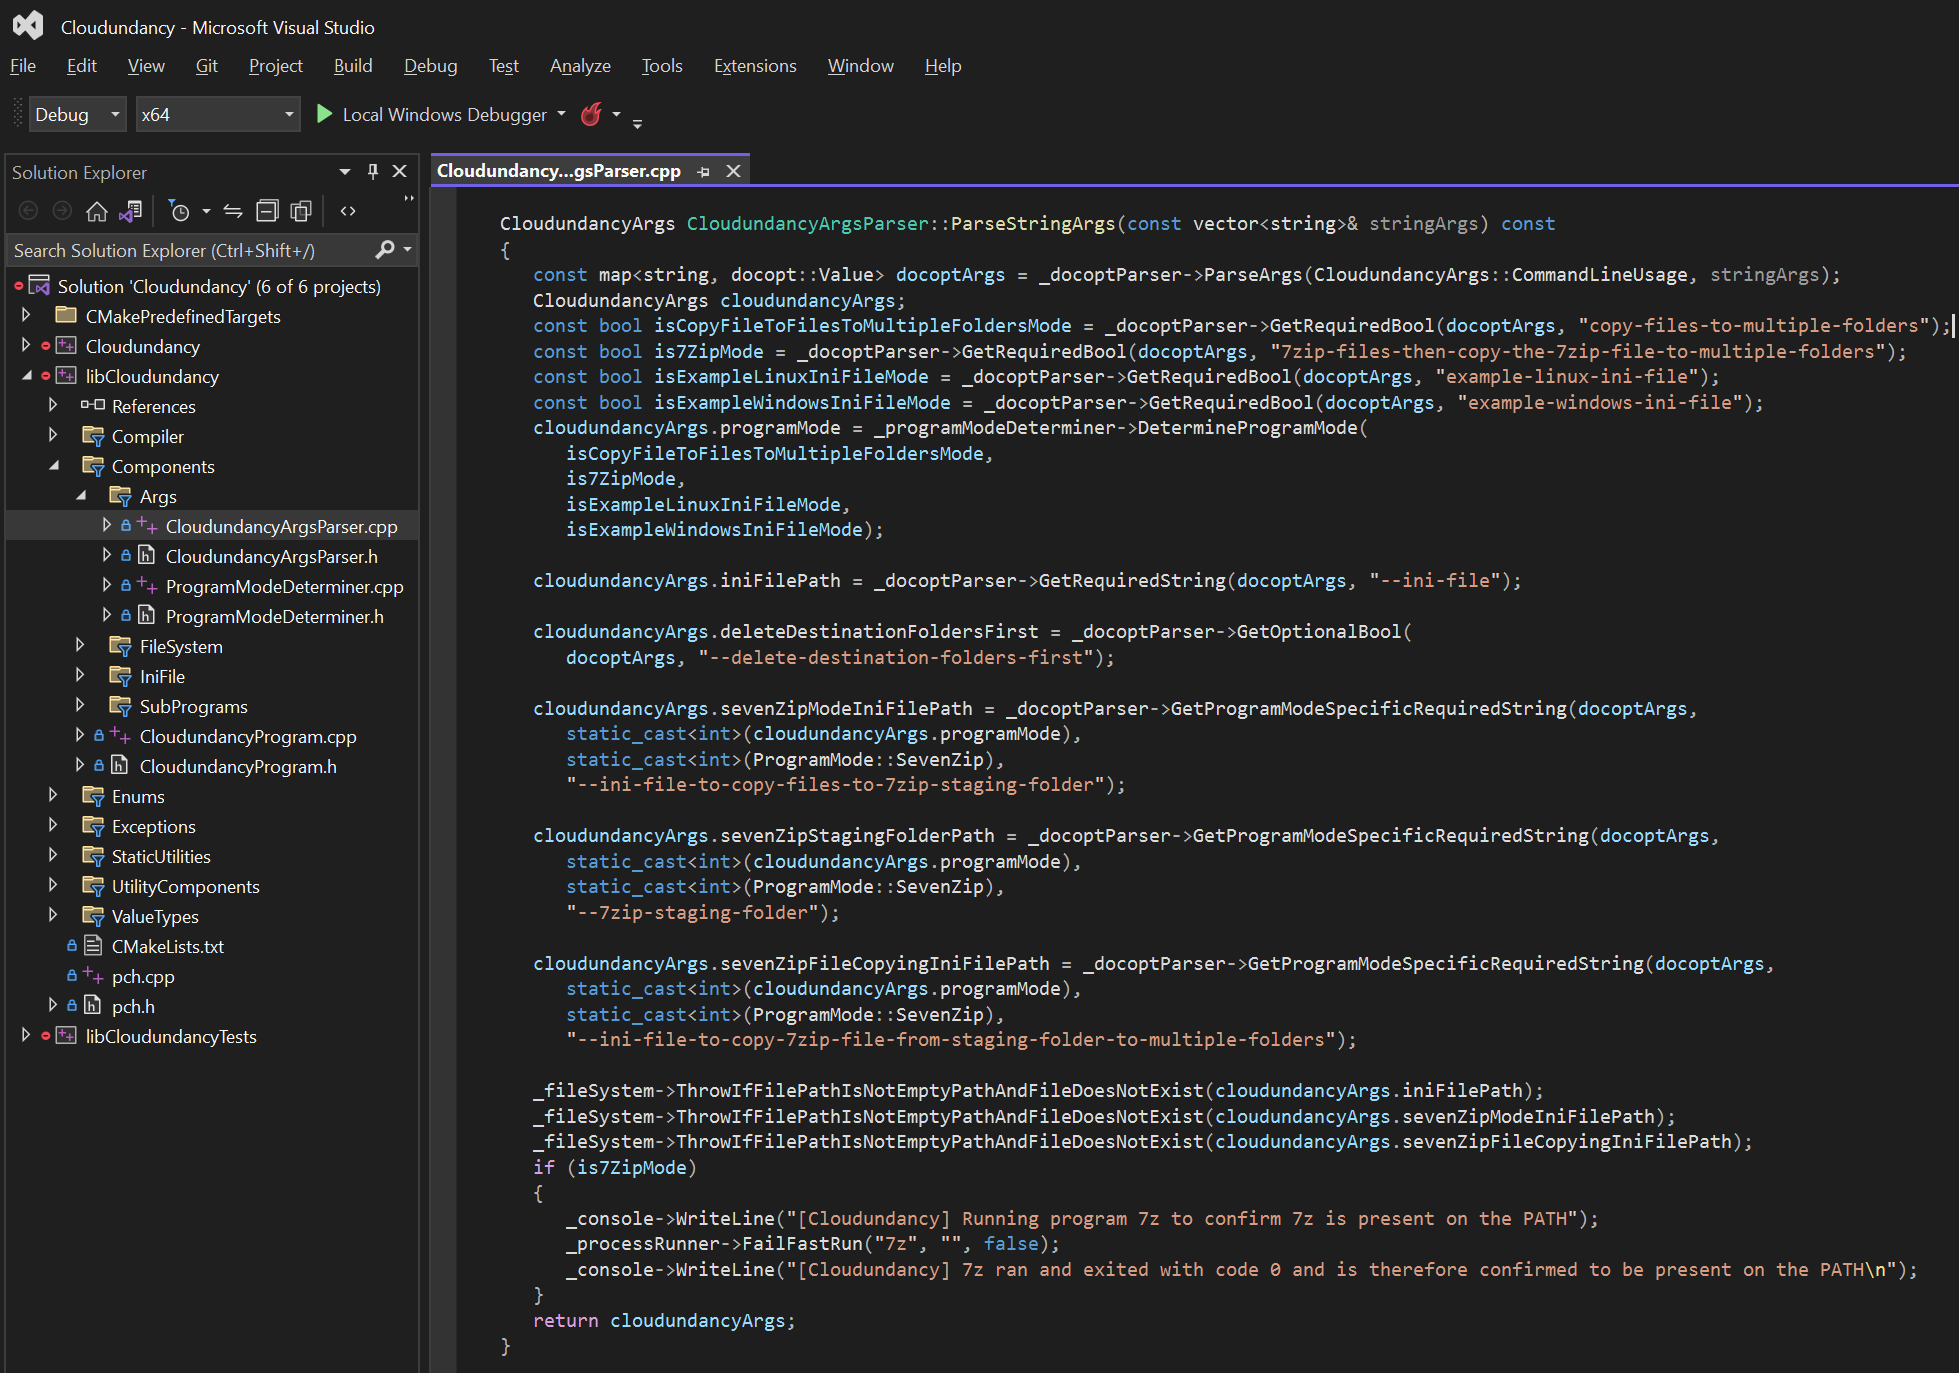 Cloudundancy - Microsoft Visual Studio
File Edit View Git Project Build Debug Test Analyze Tools Extensions Window Help
Debug x64 Local Windows Debugger
Solution Explorer
Search Solution Explorer (Ctrl+Shift+/)
Solution 'Cloudundancy' (6 of 6 projects)
CMakePredefinedTargets
Cloudundancy
libCloudundancy
References
Compiler
Components
Args
CloudundancyArgsParser.cpp
CloudundancyArgsParser.h
ProgramModeDeterminer.cpp
ProgramModeDeterminer.h
FileSystem
IniFile
SubPrograms
CloudundancyProgram.cpp
CloudundancyProgram.h
Enums
Exceptions
StaticUtilities
UtilityComponents
ValueTypes
CMakeLists.txt
pch.cpp
pch.h
libCloudundancyTests
Cloudundancy...gsParser.cpp
CloudundancyArgs CloudundancyArgsParser::ParseStringArgs(const vector<string>& stringArgs) const
{
   const map<string, docopt::Value> docoptArgs = _docoptParser->ParseArgs(CloudundancyArgs::CommandLineUsage, stringArgs);
   CloudundancyArgs cloudundancyArgs;
   const bool isCopyFileToFilesToMultipleFoldersMode = _docoptParser->GetRequiredBool(docoptArgs, "copy-files-to-multiple-folders");
   const bool is7ZipMode = _docoptParser->GetRequiredBool(docoptArgs, "7zip-files-then-copy-the-7zip-file-to-multiple-folders");
   const bool isExampleLinuxIniFileMode = _docoptParser->GetRequiredBool(docoptArgs, "example-linux-ini-file");
   const bool isExampleWindowsIniFileMode = _docoptParser->GetRequiredBool(docoptArgs, "example-windows-ini-file");
   cloudundancyArgs.programMode = _programModeDeterminer->DetermineProgramMode(
      isCopyFileToFilesToMultipleFoldersMode,
      is7ZipMode,
      isExampleLinuxIniFileMode,
      isExampleWindowsIniFileMode);
   cloudundancyArgs.iniFilePath = _docoptParser->GetRequiredString(docoptArgs, "--ini-file");
   cloudundancyArgs.deleteDestinationFoldersFirst = _docoptParser->GetOptionalBool(
      docoptArgs, "--delete-destination-folders-first");
   cloudundancyArgs.sevenZipModeIniFilePath = _docoptParser->GetProgramModeSpecificRequiredString(docoptArgs,
      static_cast<int>(cloudundancyArgs.programMode),
      static_cast<int>(ProgramMode::SevenZip),
      "--ini-file-to-copy-files-to-7zip-staging-folder");
   cloudundancyArgs.sevenZipStagingFolderPath = _docoptParser->GetProgramModeSpecificRequiredString(docoptArgs,
      static_cast<int>(cloudundancyArgs.programMode),
      static_cast<int>(ProgramMode::SevenZip),
      "--7zip-staging-folder");
   cloudundancyArgs.sevenZipFileCopyingIniFilePath = _docoptParser->GetProgramModeSpecificRequiredString(docoptArgs,
      static_cast<int>(cloudundancyArgs.programMode),
      static_cast<int>(ProgramMode::SevenZip),
      "--ini-file-to-copy-7zip-file-from-staging-folder-to-multiple-folders");
   _fileSystem->ThrowIfFilePathIsNotEmptyPathAndFileDoesNotExist(cloudundancyArgs.iniFilePath);
   _fileSystem->ThrowIfFilePathIsNotEmptyPathAndFileDoesNotExist(cloudundancyArgs.sevenZipModeIniFilePath);
   _fileSystem->ThrowIfFilePathIsNotEmptyPathAndFileDoesNotExist(cloudundancyArgs.sevenZipFileCopyingIniFilePath);
   if (is7ZipMode)
   {
      _console->WriteLine("[Cloudundancy] Running program 7z to confirm 7z is present on the PATH");
      _processRunner->FailFastRun("7z", "", false);
      _console->WriteLine("[Cloudundancy] 7z ran and exited with code 0 and is therefore confirmed to be present on the PATH\n");
   }
   return cloudundancyArgs;
}